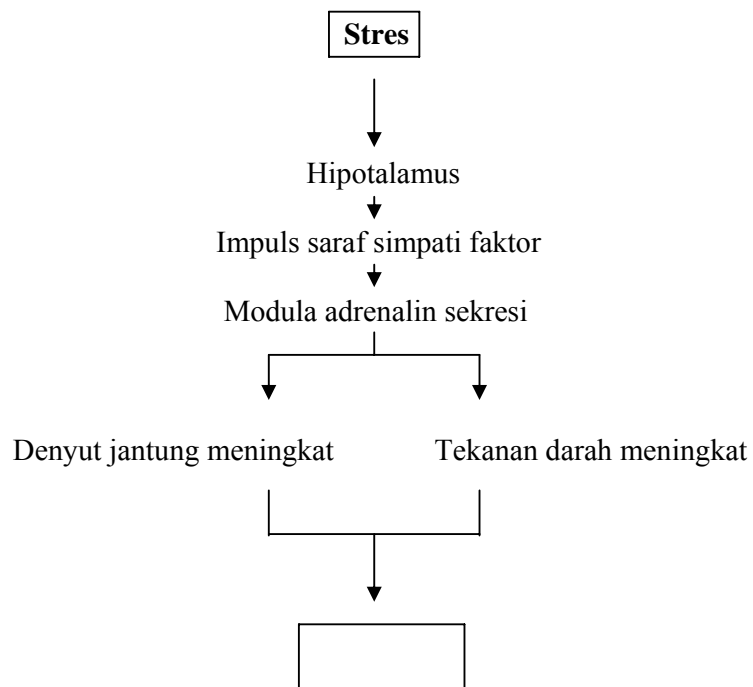 Stres
Hipotalamus
Impuls saraf simpati faktor
Modula adrenalin sekresi
Denyut jantung meningkat
Tekanan darah meningkat